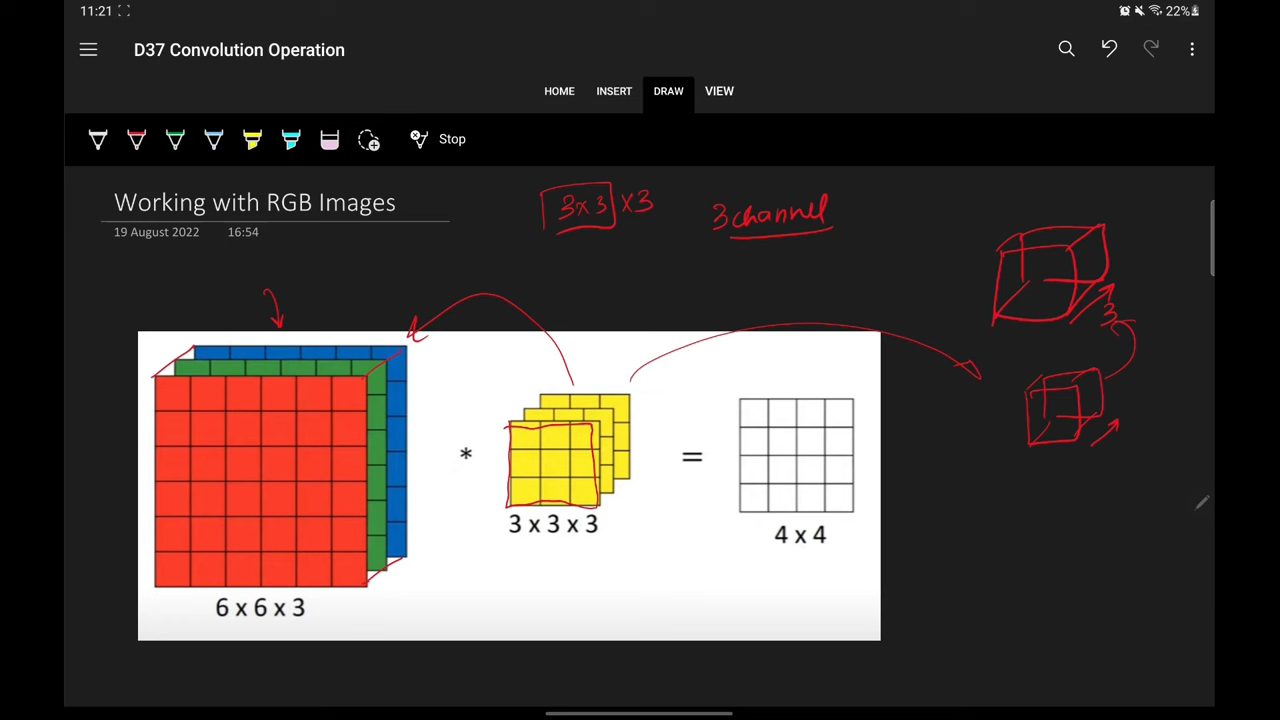 11:21
22%
D37 Convolution Operation
HOME INSERT DRAW VIEW
Stop
Working with RGB Images
19 August 2022 16:54
3x3 x3
3 channel
3
*
=
3 x 3 x 3
4 x 4
6 x 6 x 3